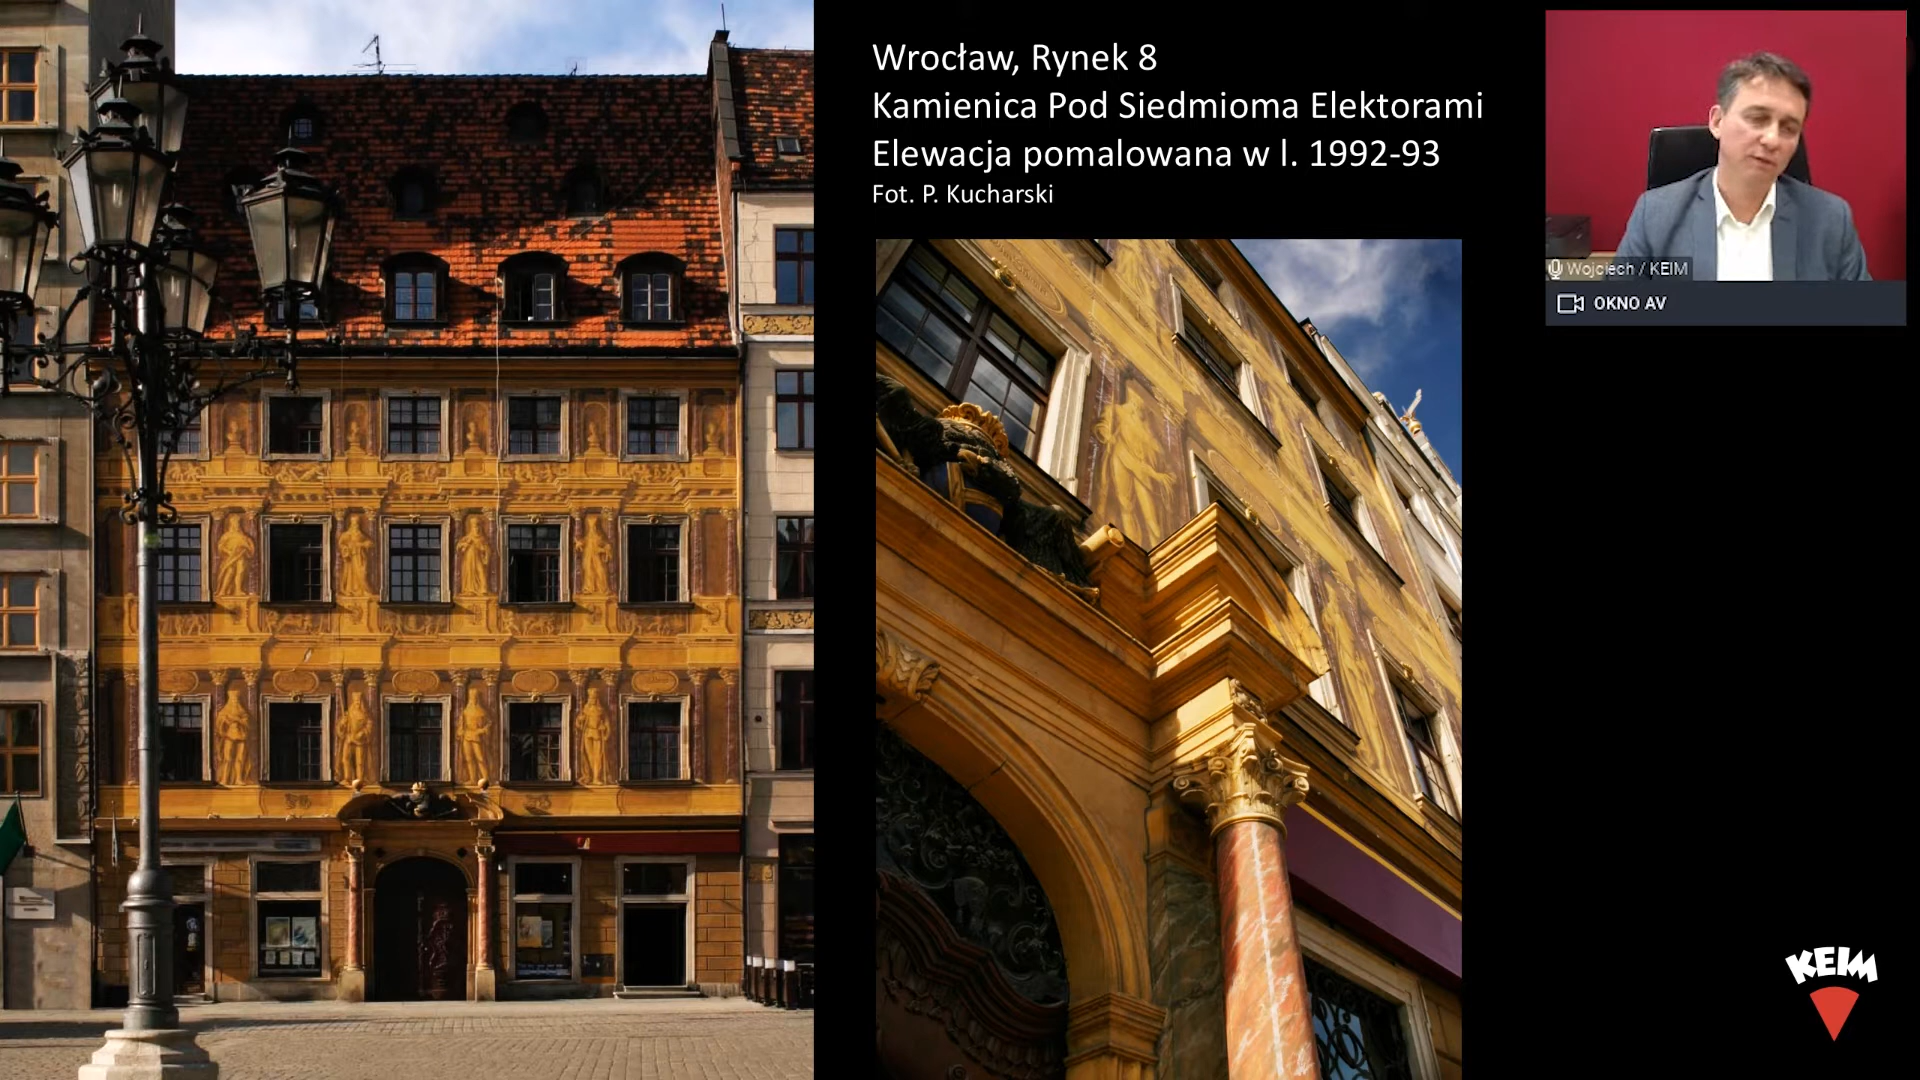 Wrocław, Rynek 8
Kamienica Pod Siedmioma Elektorami
Elewacja pomalowana w l. 1992-93
Fot. P. Kucharski
Wojciech / KEIM
OKNO AV
KEIM